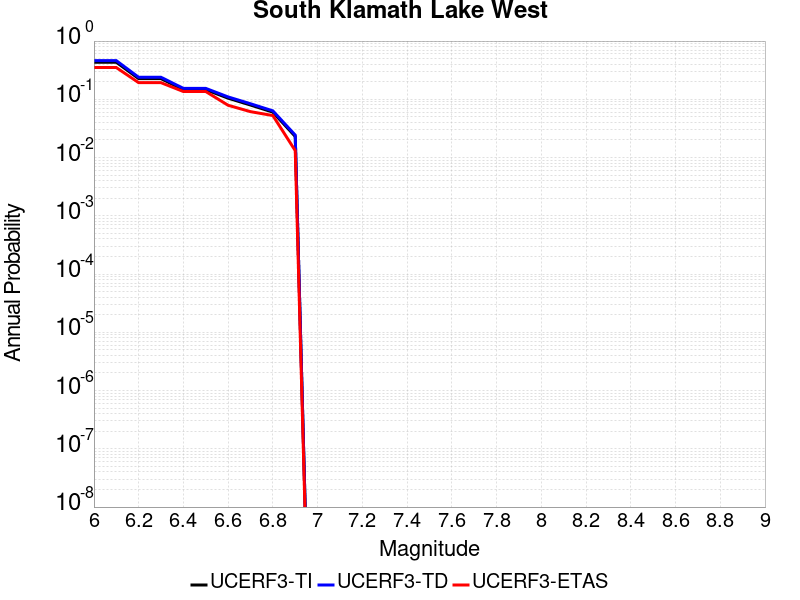 South Klamath Lake West
Annual Probability
10^0
10^-1
10^-2
10^-3
10^-4
10^-5
10^-6
10^-7
10^-8
6 6.2 6.4 6.6 6.8 7 7.2 7.4 7.6 7.8 8 8.2 8.4 8.6 8.8 9
Magnitude
UCERF3-TI UCERF3-TD UCERF3-ETAS